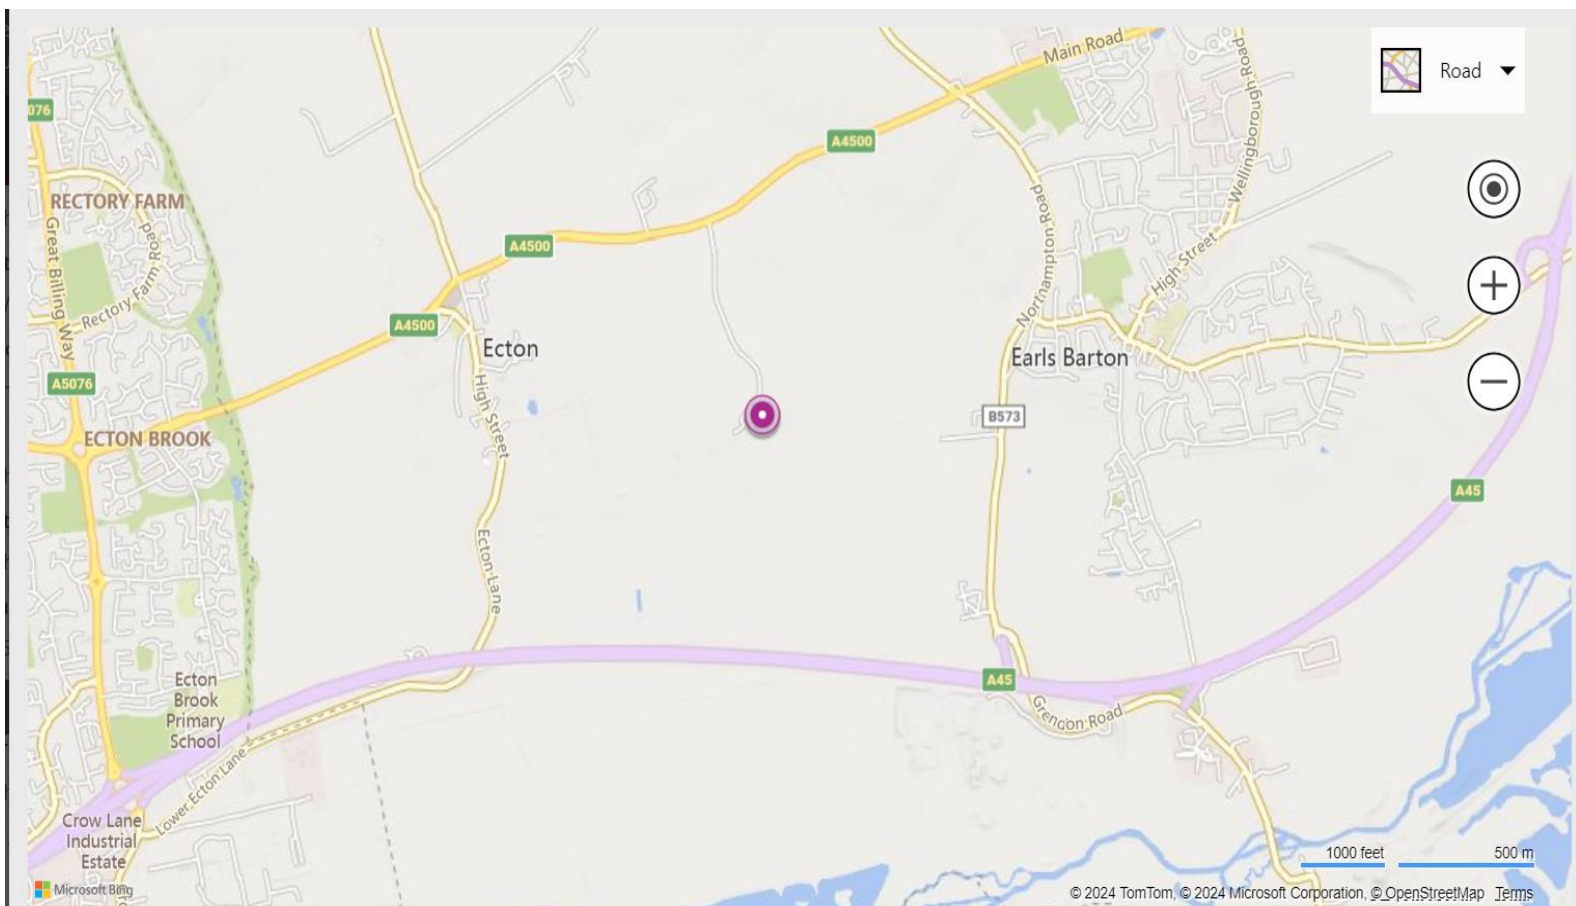 Main Road
Road
076
Wellingborough Road
A4500
RECTORY FARM
Northampton Road
Great Billing Way
Rectory Farm Road
A4500
High Street
A4500
Ecton
Earls Barton
A5076
High Street
B573
ECTON BROOK
A45
Ecton Lane
Ecton
Brook
Primary
School
A45
Grendon Road
Lower Ecton Lane
Crow Lane
Industrial
Estate
1000 feet
500 m
Microsoft Bing
© 2024 TomTom, © 2024 Microsoft Corporation, © OpenStreetMap Terms